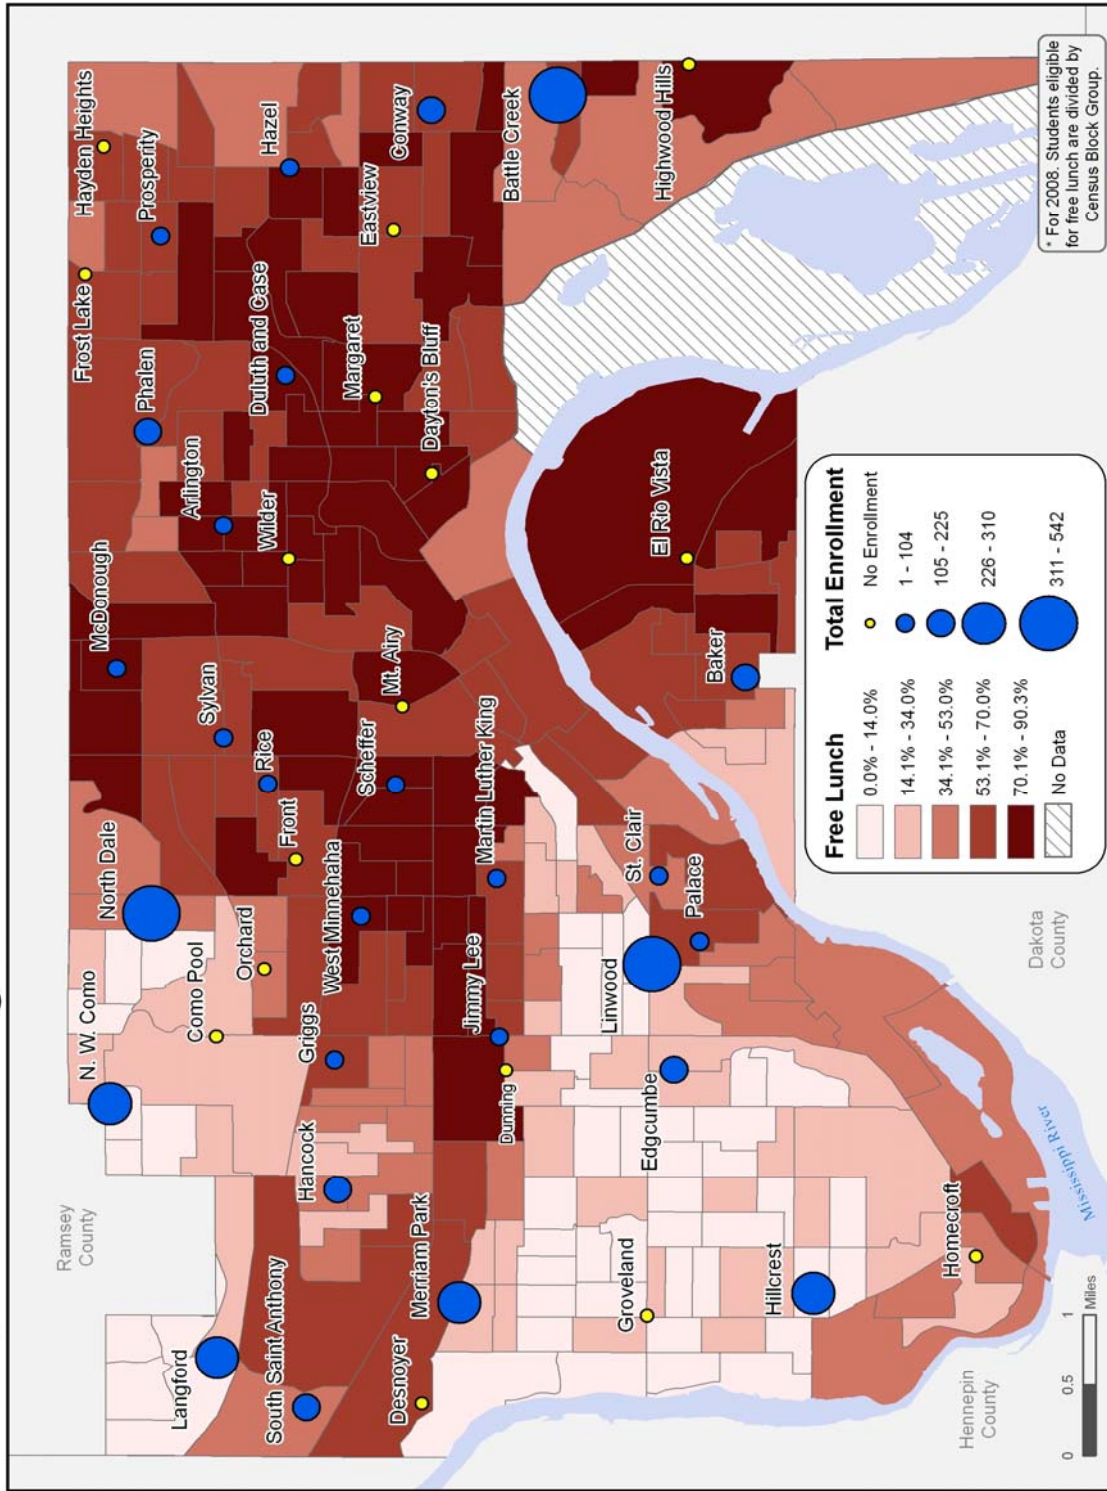 Ramsey
County
N. W. Como
North Dale
McDonough
Frost Lake
Hayden Heights
Langford
Como Pool
Sylvan
Arlington
Phalen
Prosperity
South Saint Anthony
Hancock
Griggs
Orchard
Front
Rice
Wilder
Duluth and Case
Hazel
Desnoyer
Merriam Park
West Minnehaha
Scheffer
Mt. Airy
Margaret
Eastview
Conway
Dunning
Jimmy Lee
Martin Luther King
Dayton's Bluff
Battle Creek
Groveland
Edgcumbe
Linwood
St. Clair
Palace
Baker
El Rio Vista
Highwood Hills
Hillcrest
Homecroft
Hennepin
County
Dakota
County
Mississippi River
0
0.5
1
Miles
Free Lunch
0.0% - 14.0%
14.1% - 34.0%
34.1% - 53.0%
53.1% - 70.0%
70.1% - 90.3%
No Data
Total Enrollment
No Enrollment
1 - 104
105 - 225
226 - 310
311 - 542
* For 2008. Students eligible
for free lunch are divided by
Census Block Group.